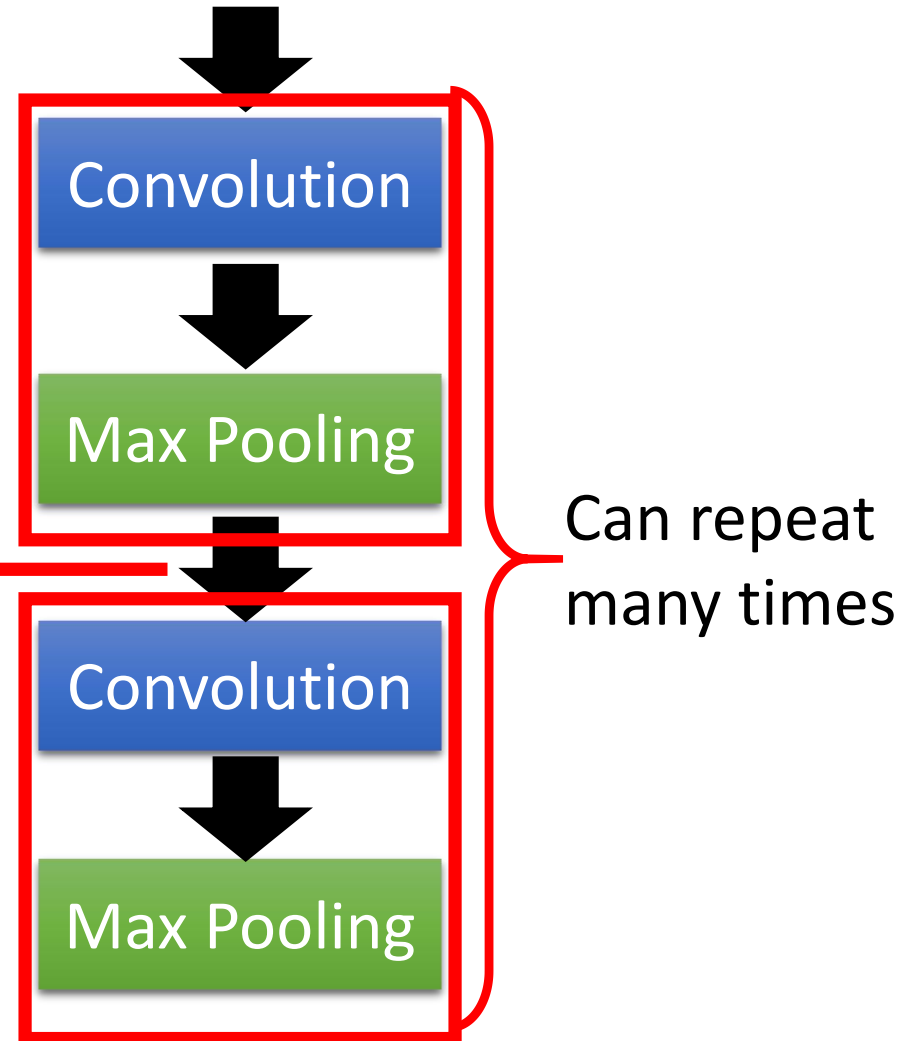 Convolution
Max Pooling
Can repeat
many times
Convolution
Max Pooling